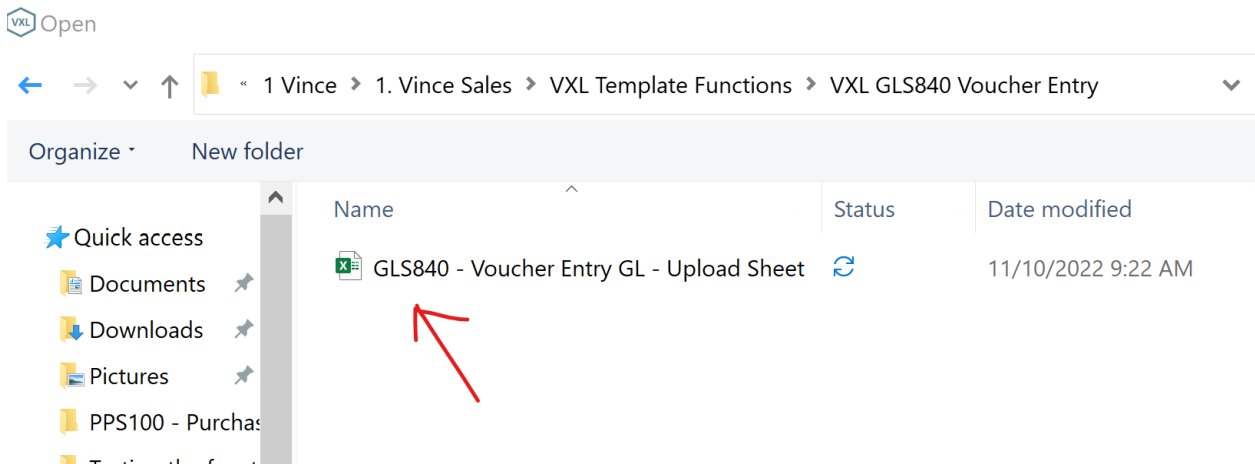 VXL Open
« 1 Vince > 1. Vince Sales > VXL Template Functions > VXL GLS840 Voucher Entry
Organize New folder
Name Status Date modified
Quick access
GLS840 - Voucher Entry GL - Upload Sheet 11/10/2022 9:22 AM
Documents
Downloads
Pictures
PPS100 - Purchas